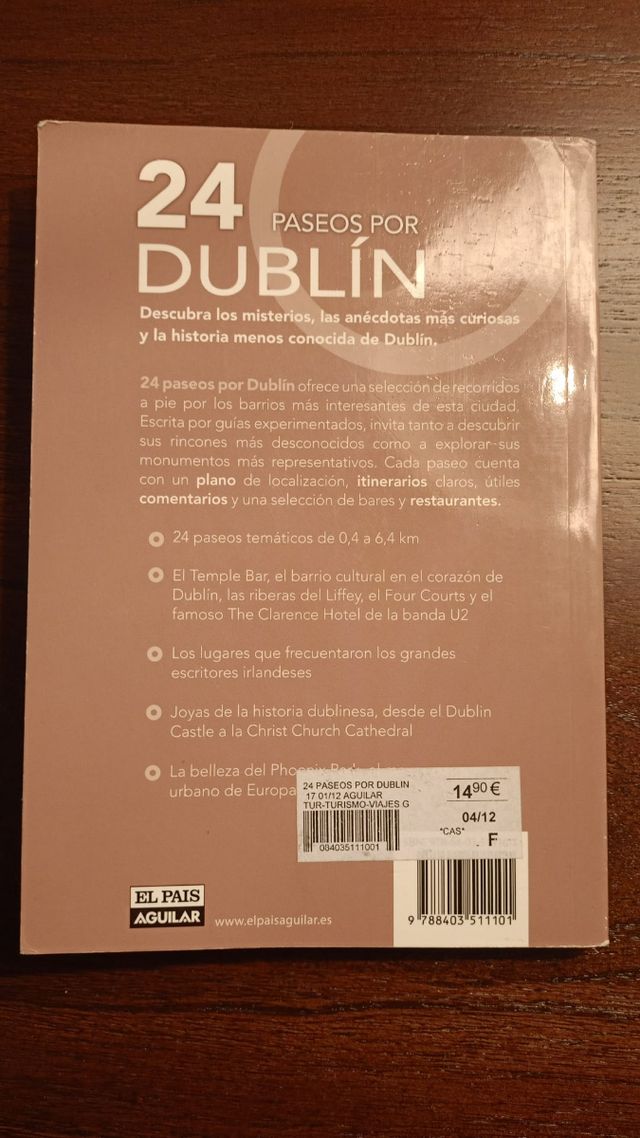 24 PASEOS POR
DUBLÍN
Descubra los misterios, las anécdotas más curiosas
y la historia menos conocida de Dublín.
24 paseos por Dublín ofrece una selección de recorridos
a pie por los barrios más interesantes de esta ciudad.
Escrita por guías experimentados, invita tanto a descubrir
sus rincones más desconocidos como a explorar sus
monumentos más representativos. Cada paseo cuenta
con un plano de localización, itinerarios claros, útiles
comentarios y una selección de bares y restaurantes.
24 paseos temáticos de 0,4 a 6,4 km
El Temple Bar, el barrio cultural en el corazón de
Dublín, las riberas del Liffey, el Four Courts y el
famoso The Clarence Hotel de la banda U2
Los lugares que frecuentaron los grandes
escritores irlandeses
Joyas de la historia dublinesa, desde el Dublin
Castle a la Christ Church Cathedral
La belleza del Phoenix Park, el
urbano de Europa
24 PASEOS POR DUBLIN
17 01/12 AGUILAR
TUR-TURISMO-VIAJES G
084035111001
1490 €
04/12
*CAS*
F
EL PAIS
AGUILAR
www.elpaisaguilar.es
9 788403 511101